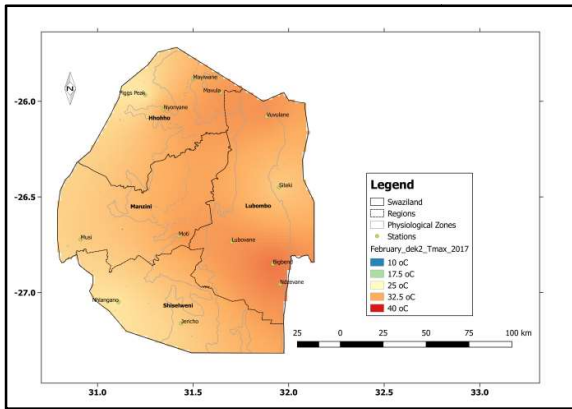 Mayiwane
Piggs Peak
Mavula
-26.0
Nyonyane
Vuvulane
Hhohho
Siteki
-26.5
Manzini
Lubombo
Musi
Moti
Lubovane
Bigbend
-27.0
Nhlangano
Shiselweni
Jericho
Legend
Swaziland
Regions
Physiological Zones
Stations
February_dek2_Tmax_2017
10 oC
17.5 oC
25 oC
32.5 oC
40 oC
25 0 25 50 75 100 km
31.0 31.5 32.0 32.5 33.0